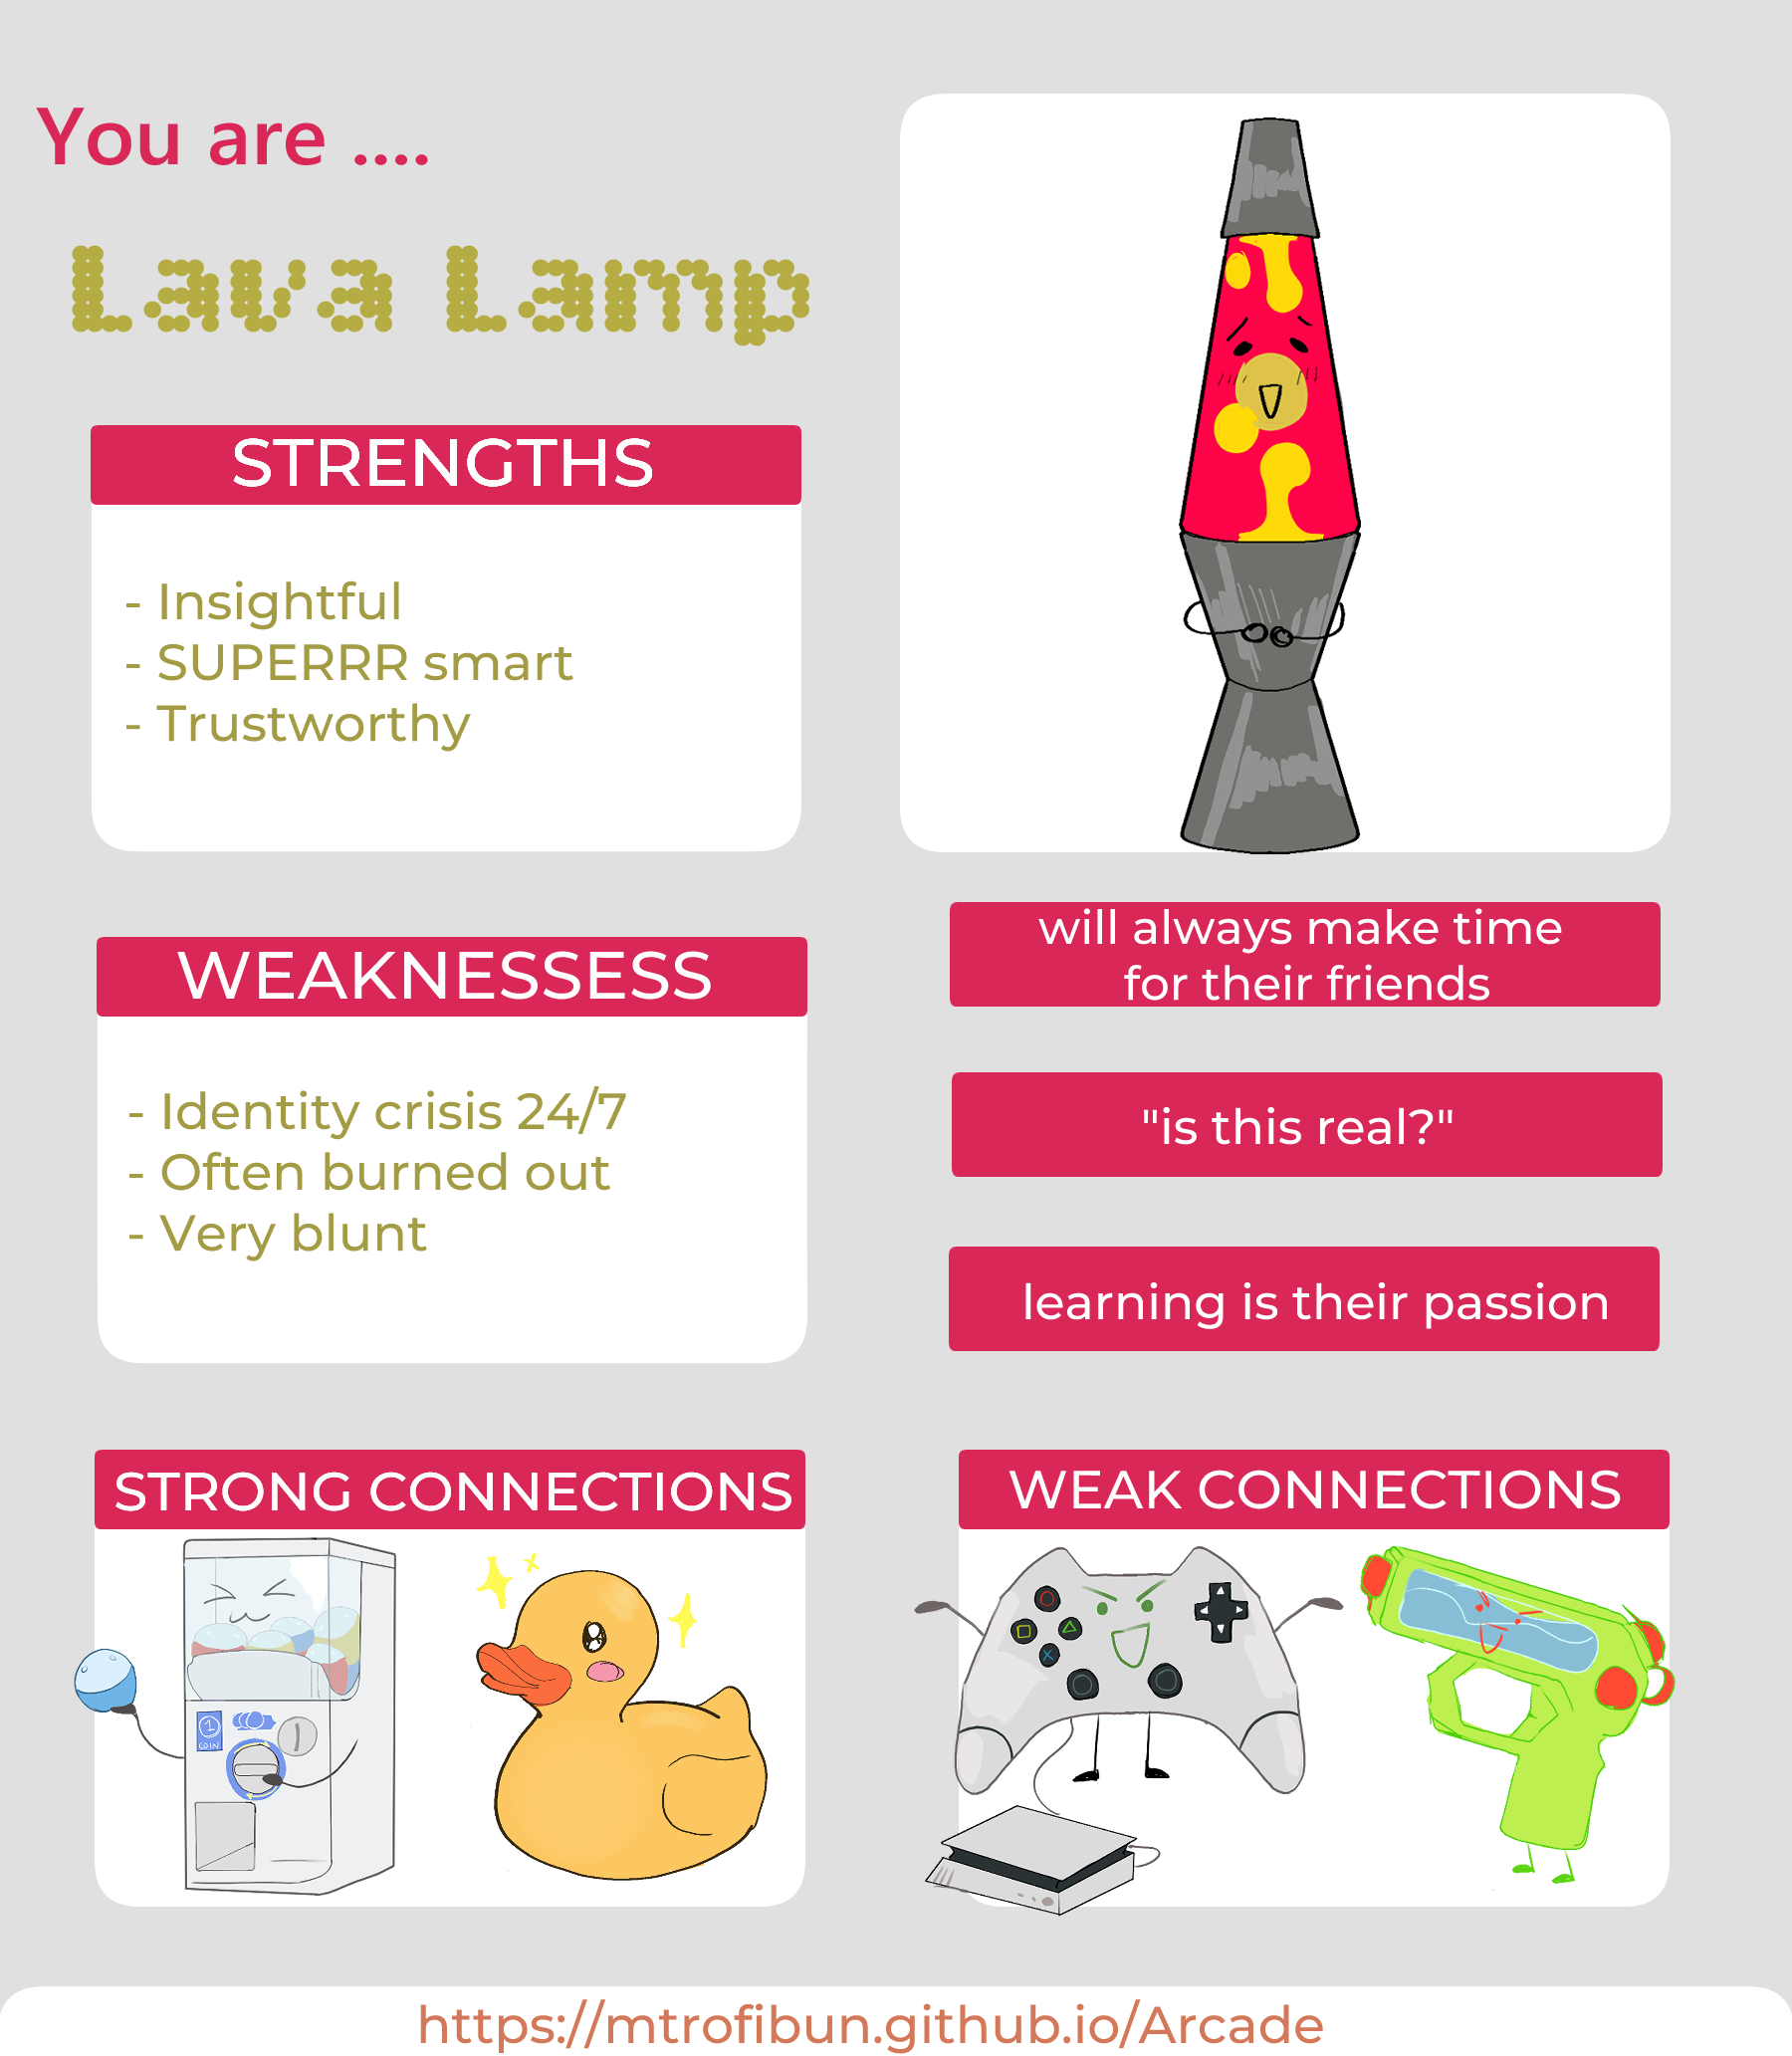 You are ....
Lava Lamp
STRENGTHS
- Insightful
- SUPERRR smart
- Trustworthy
WEAKNESSESS
- Identity crisis 24/7
- Often burned out
- Very blunt
will always make time
for their friends
"is this real?"
learning is their passion
STRONG CONNECTIONS
1
COIN
WEAK CONNECTIONS
https://mtrofibun.github.io/Arcade